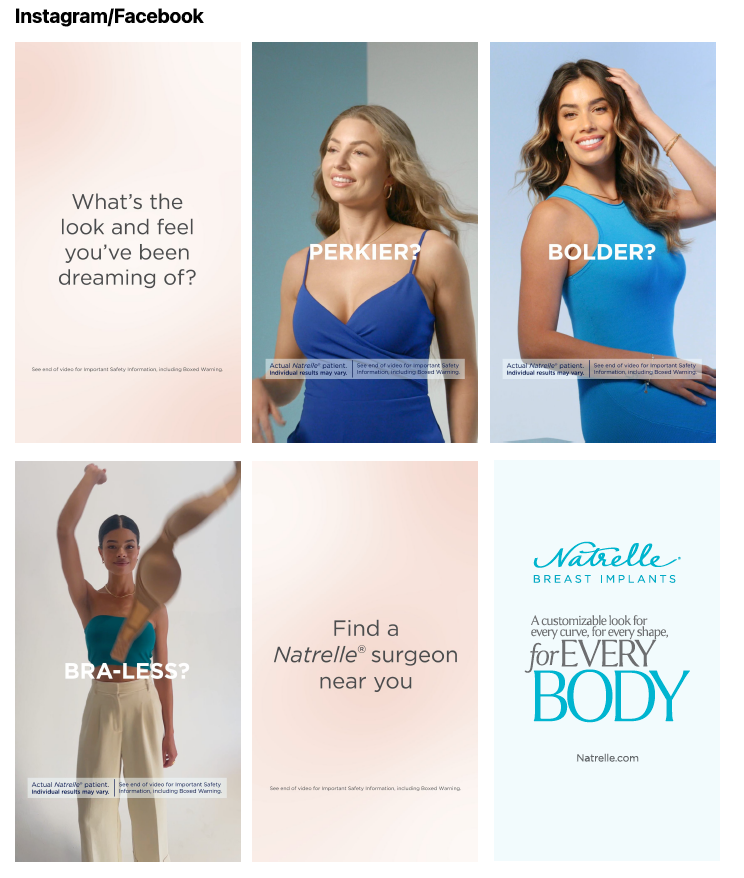 Instagram/Facebook
What's the
look and feel
you've been
dreaming of?
See end of video for Important Safety Information, including Boxed Warning.
PERKIER?
Actual Natrelle® patient.
Individual results may vary.
See end of video for Important Safety
Information, including Boxed Warning.
BOLDER?
Actual Natrelle® patient.
Individual results may vary.
See end of video for Important Safety
Information, including Boxed Warning.
BRA-LESS?
Actual Natrelle® patient.
Individual results may vary.
See end of video for Important Safety
Information, including Boxed Warning.
Find a
Natrelle® surgeon
near you
See end of video for Important Safety Information, including Boxed Warning.
Natrelle®
BREAST IMPLANTS
A customizable look for
every curve, for every shape,
for EVERY
BODY
Natrelle.com